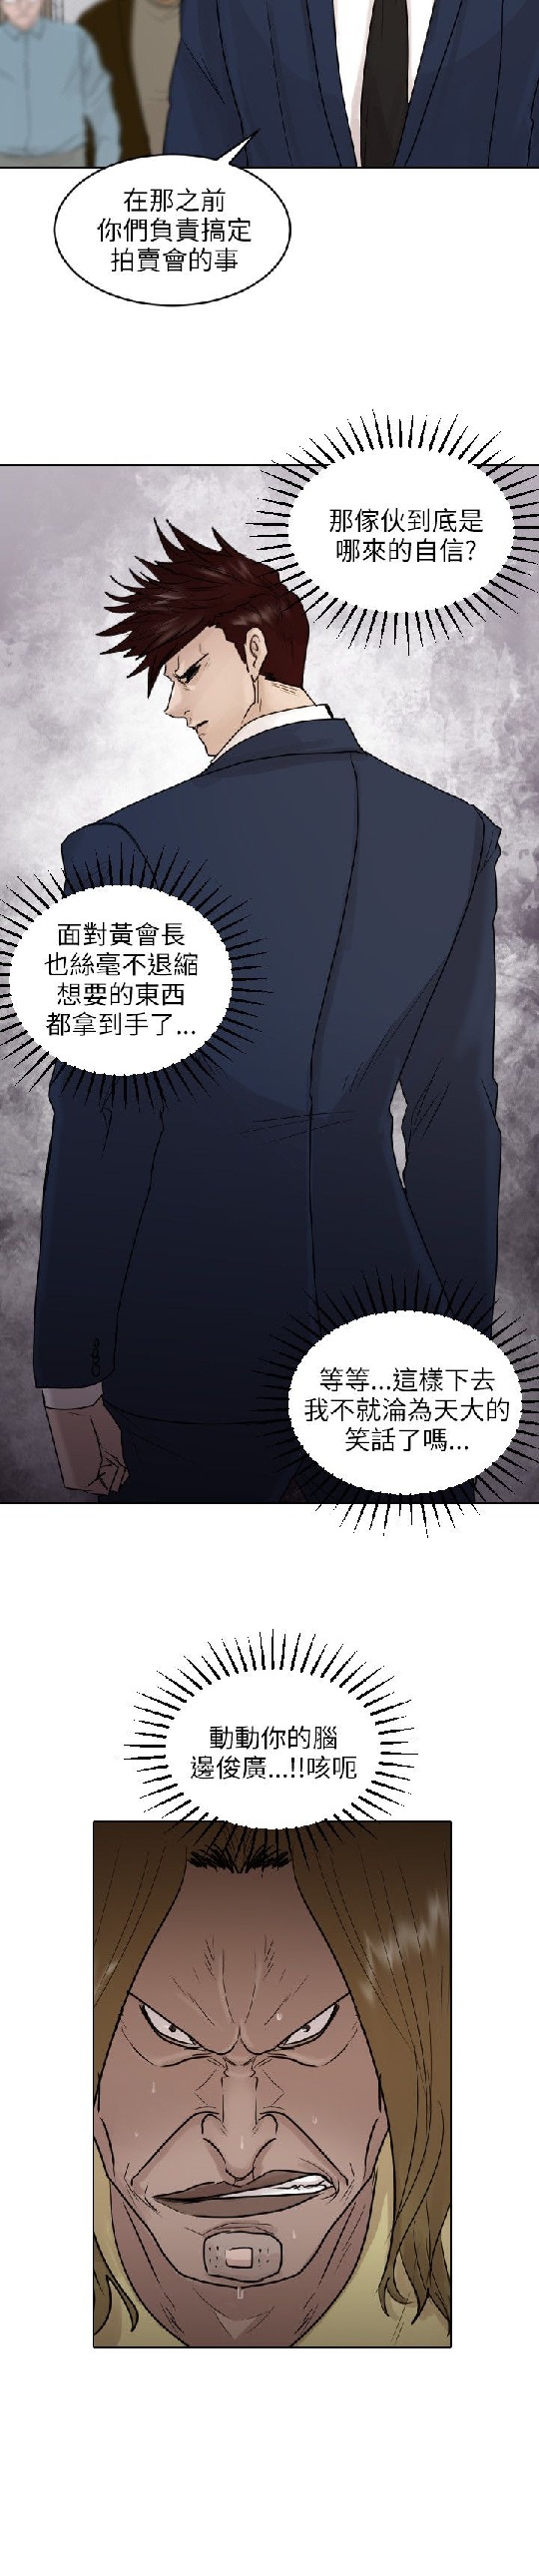 在那之前
你們負責搞定
拍賣會的事
那傢伙到底是
哪來的自信?
面對黃會長
也絲毫不退縮
想要的東西
都拿到手了...
等等...這樣下去
我不就淪為天大的
笑話了嗎...
動動你的腦
邊俊廣...!!咳呃